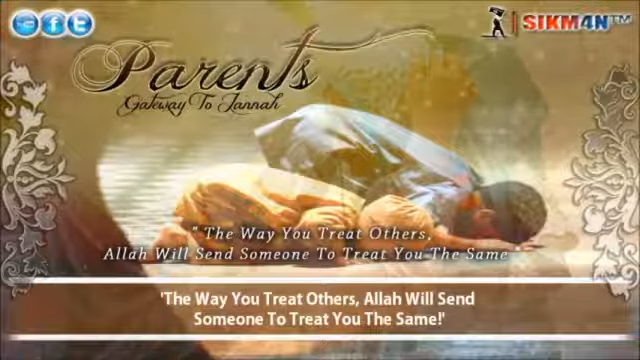 SIKM4N™
Parents
Gateway To Jannah
" The Way You Treat Others,
Allah Will Send Someone To Treat You The Same
'The Way You Treat Others, Allah Will Send
Someone To Treat You The Same!'